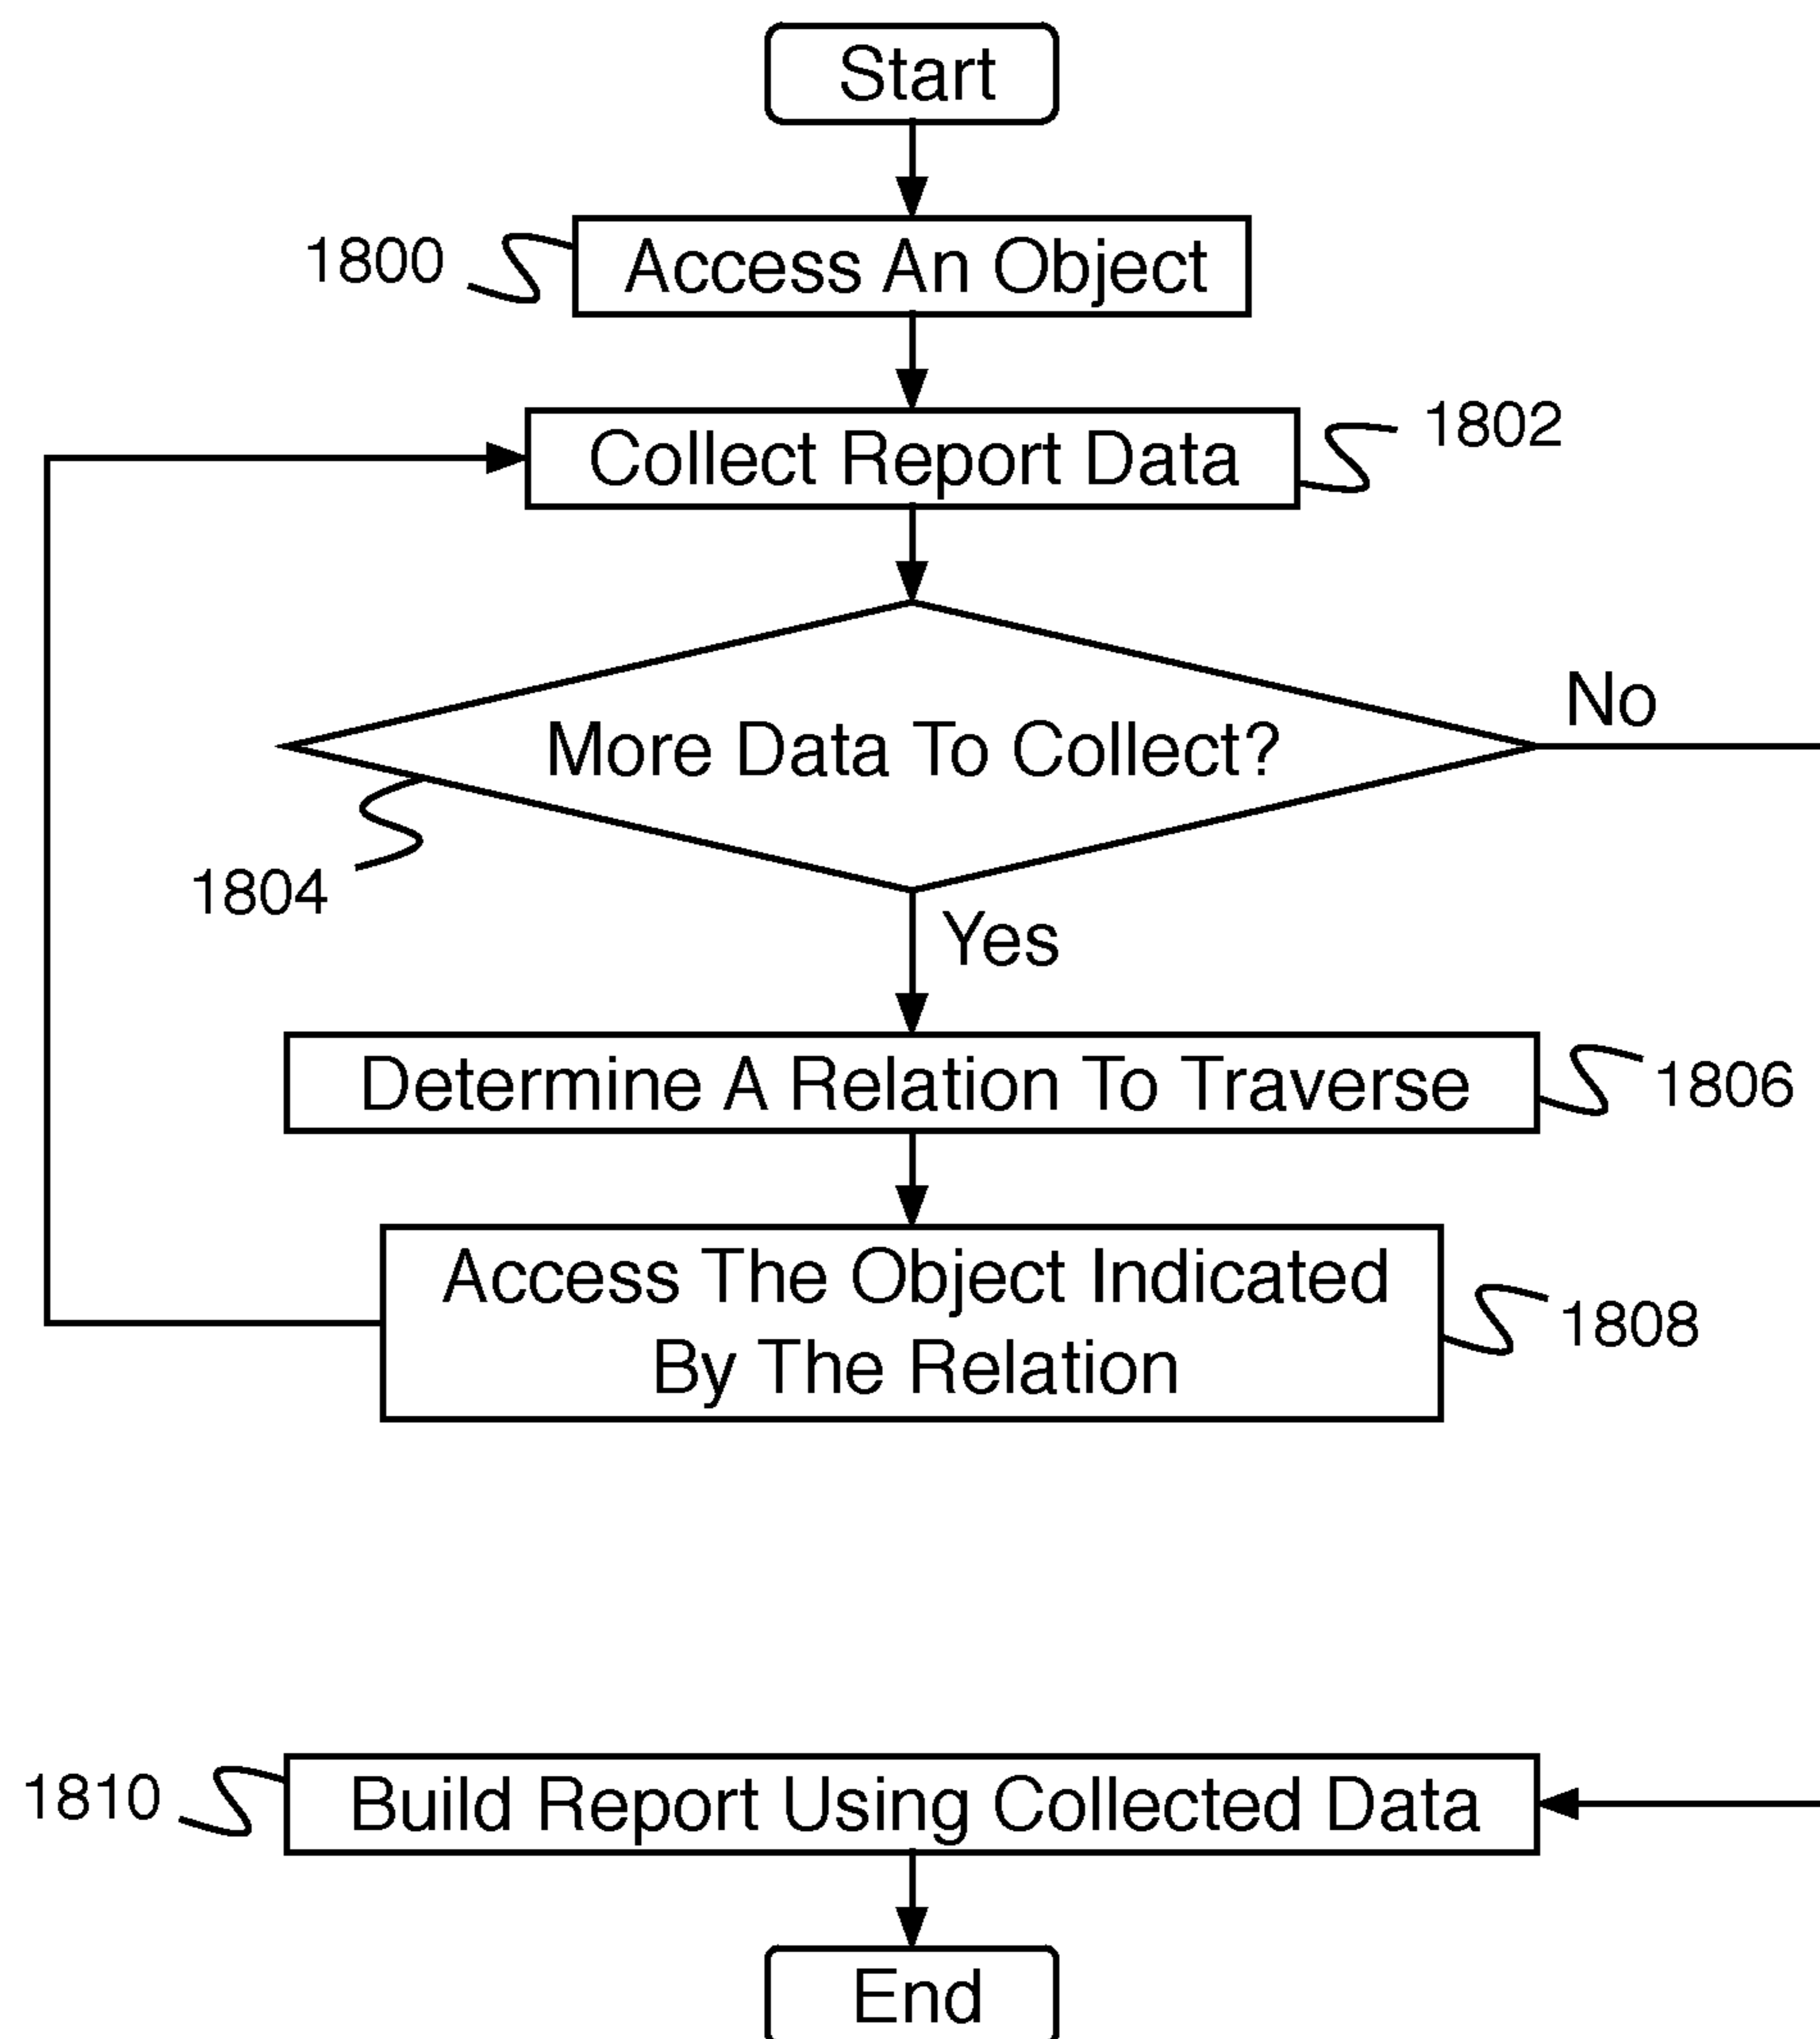 Start
1800
Access An Object
Collect Report Data
1802
More Data To Collect?
No
1804
Yes
Determine A Relation To Traverse
1806
Access The Object Indicated
By The Relation
1808
1810
Build Report Using Collected Data
End